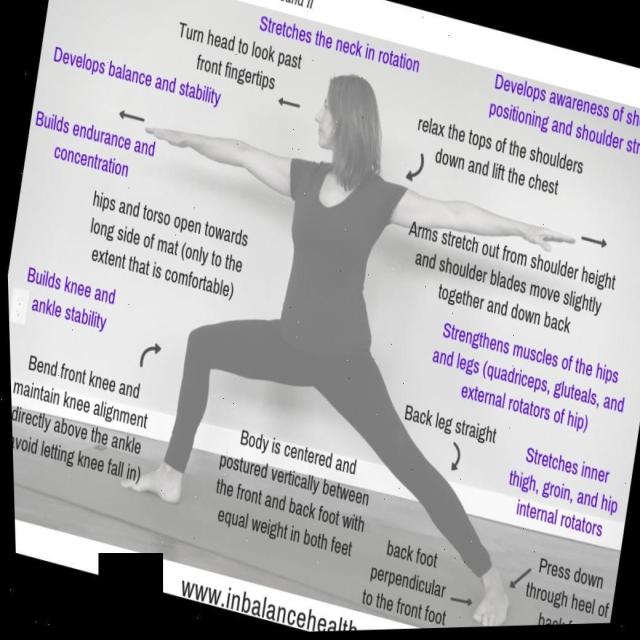 Stretches the neck in rotation
Turn head to look past
front fingertips
Develops balance and stability
Develops awareness of
positioning and shoulder
Builds endurance and
concentration
relax the tops of the shoulders
down and lift the chest
hips and torso open towards
long side of mat (only to the
extent that is comfortable)
Arms stretch out from shoulder height
and shoulder blades move slightly
together and down back
Builds knee and
ankle stability
Strengthens muscles of the hips
and legs (quadriceps, gluteals, and
external rotators of hip)
Bend front knee and
maintain knee alignment
directly above the ankle
avoid letting knee fall in)
Back leg straight
Body is centered and
postured vertically between
the front and back foot with
equal weight in both feet
Stretches inner
thigh, groin, and hip
internal rotators
back foot
perpendicular
to the front foot
Press down
through heel of
www.inbalancehealth